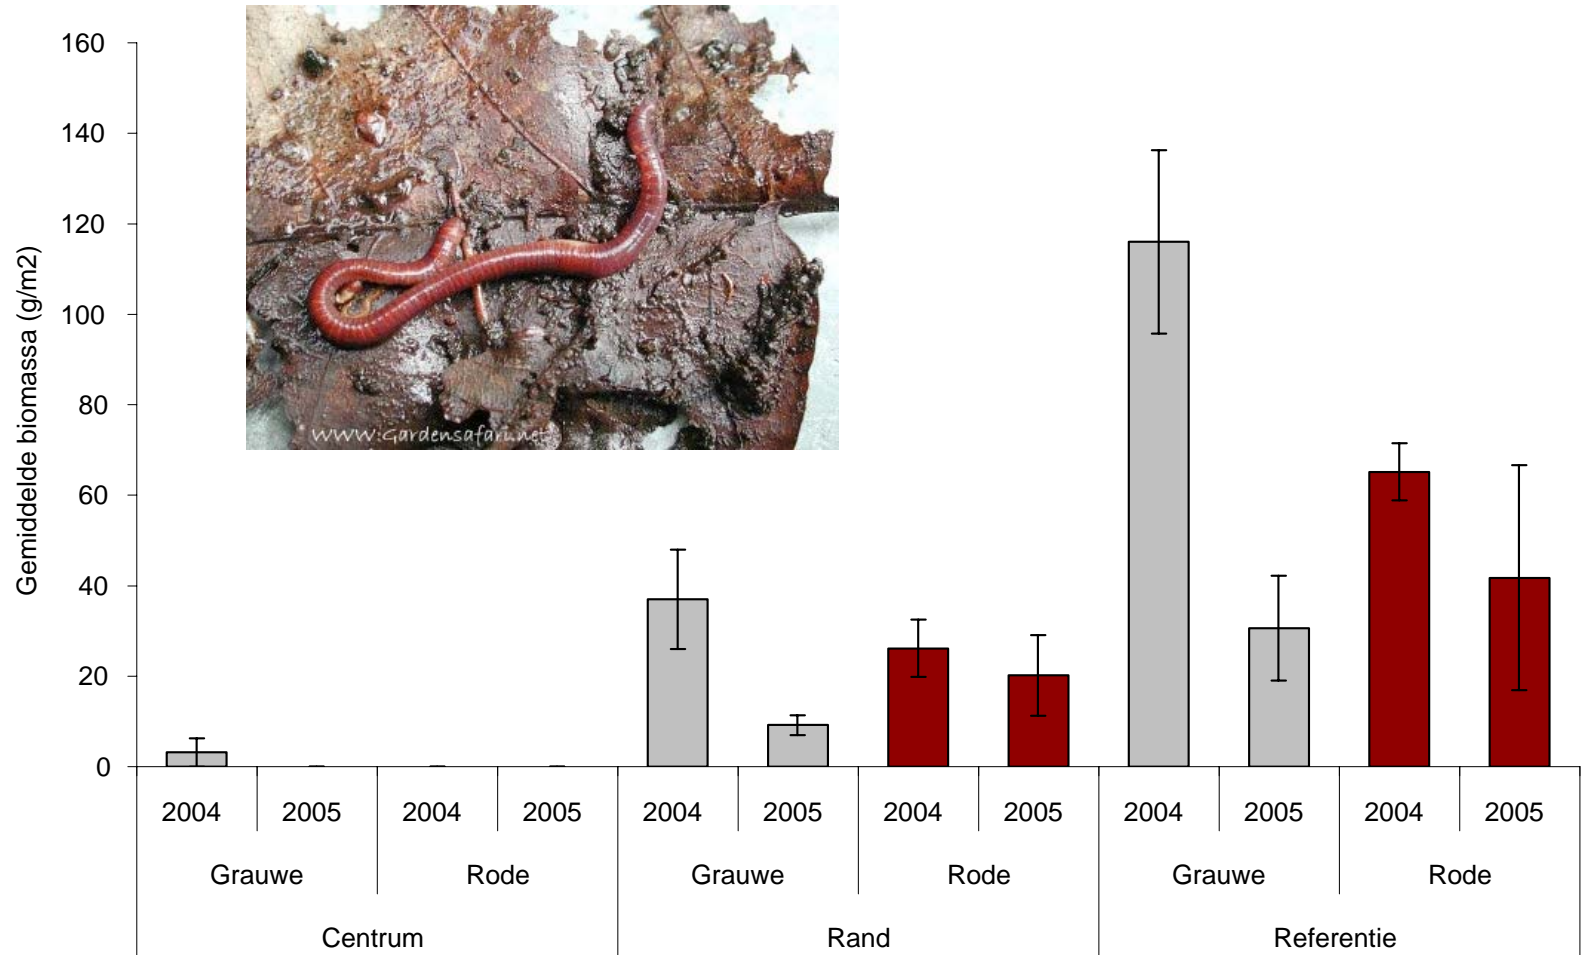 160
140
120
100
80
60
40
20
0
Gemiddelde biomassa (g/m2)
www.Gardensafari.net
2004 2005 2004 2005 2004 2005 2004 2005 2004 2005 2004 2005
Grauwe Rode Grauwe Rode Grauwe Rode
Centrum Rand Referentie